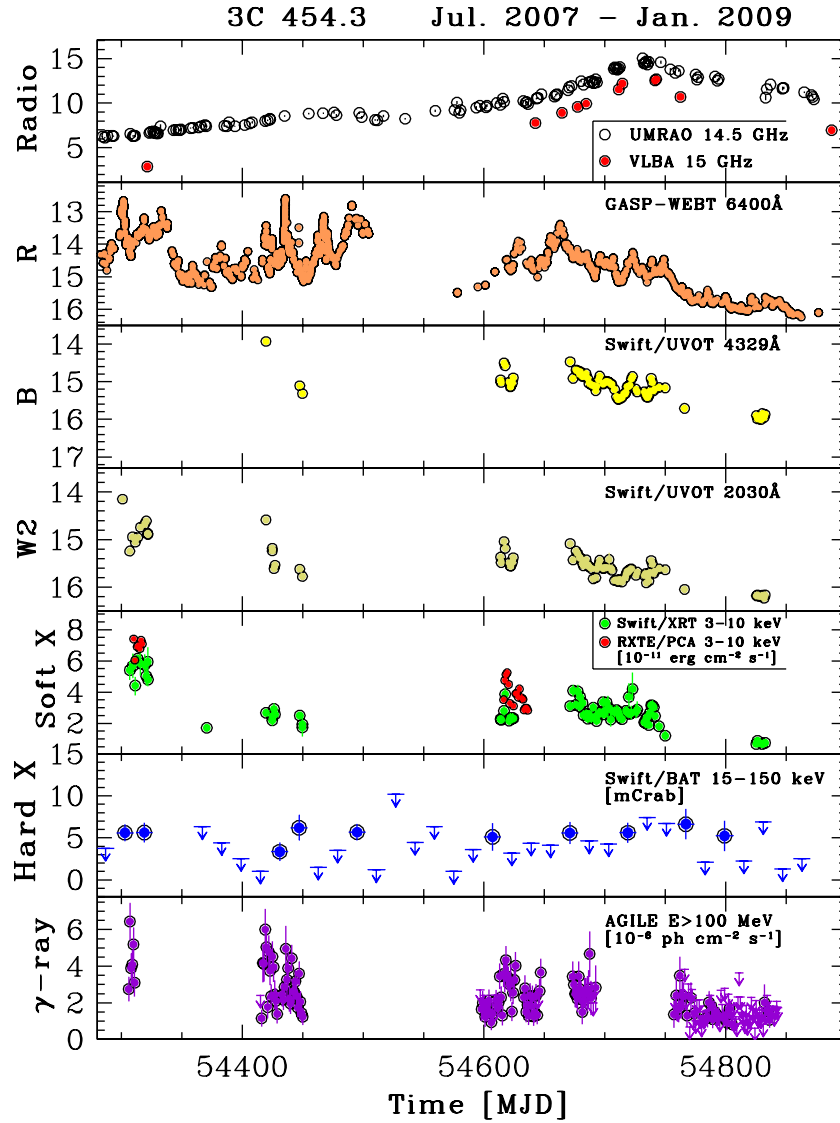 3C 454.3 Jul. 2007 – Jan. 2009
Radio
15
10
5
UMRAO 14.5 GHz
VLBA 15 GHz
R
13
14
15
16
GASP-WEBT 6400Å
B
14
15
16
17
Swift/UVOT 4329Å
W2
14
15
16
Swift/UVOT 2030Å
Soft X
8
6
4
2
Swift/XRT 3-10 keV
RXTE/PCA 3-10 keV
[10⁻¹¹ erg cm⁻² s⁻¹]
Hard X
15
10
5
0
Swift/BAT 15-150 keV
[mCrab]
γ-ray
6
4
2
0
AGILE E>100 MeV
[10⁻⁶ ph cm⁻² s⁻¹]
54400 54600 54800
Time [MJD]